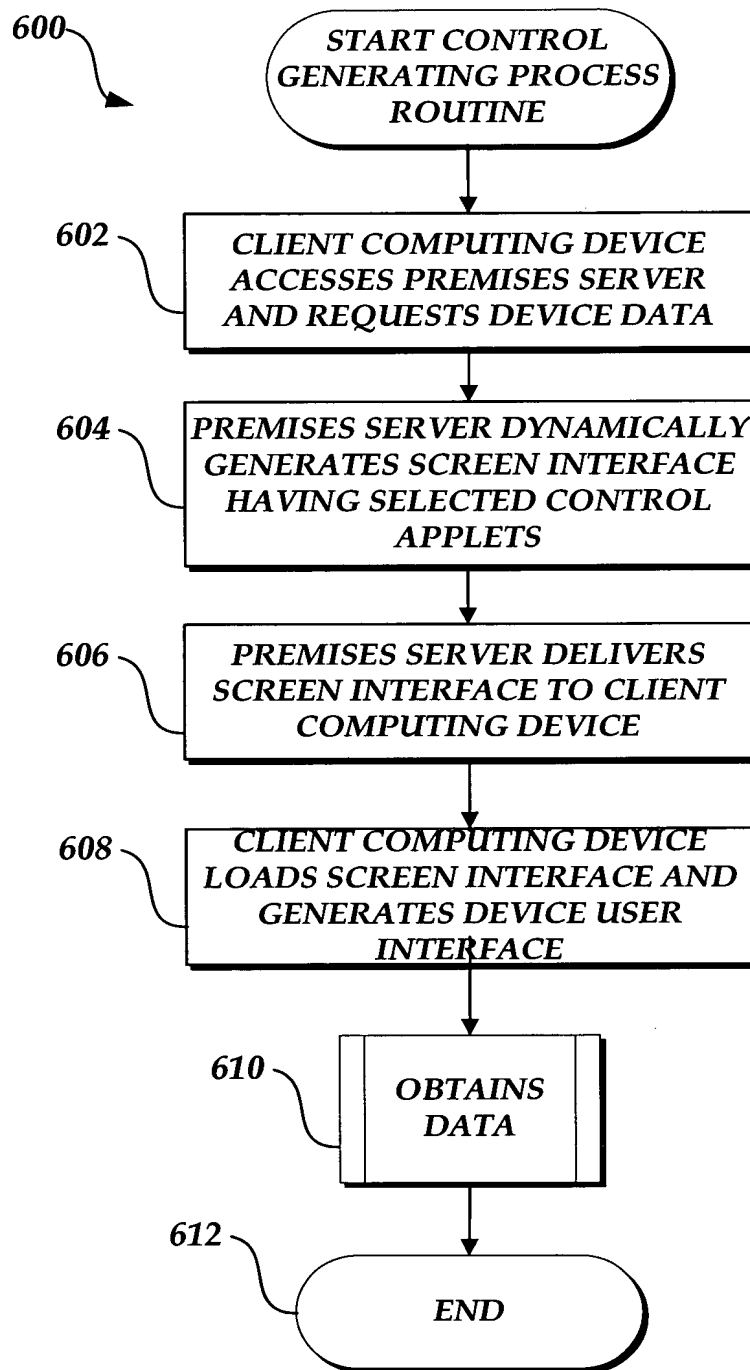 600
START CONTROL
GENERATING PROCESS
ROUTINE
602
CLIENT COMPUTING DEVICE
ACCESSES PREMISES SERVER
AND REQUESTS DEVICE DATA
604
PREMISES SERVER DYNAMICALLY
GENERATES SCREEN INTERFACE
HAVING SELECTED CONTROL
APPLETS
606
PREMISES SERVER DELIVERS
SCREEN INTERFACE TO CLIENT
COMPUTING DEVICE
608
CLIENT COMPUTING DEVICE
LOADS SCREEN INTERFACE AND
GENERATES DEVICE USER
INTERFACE
610
OBTAINS
DATA
612
END